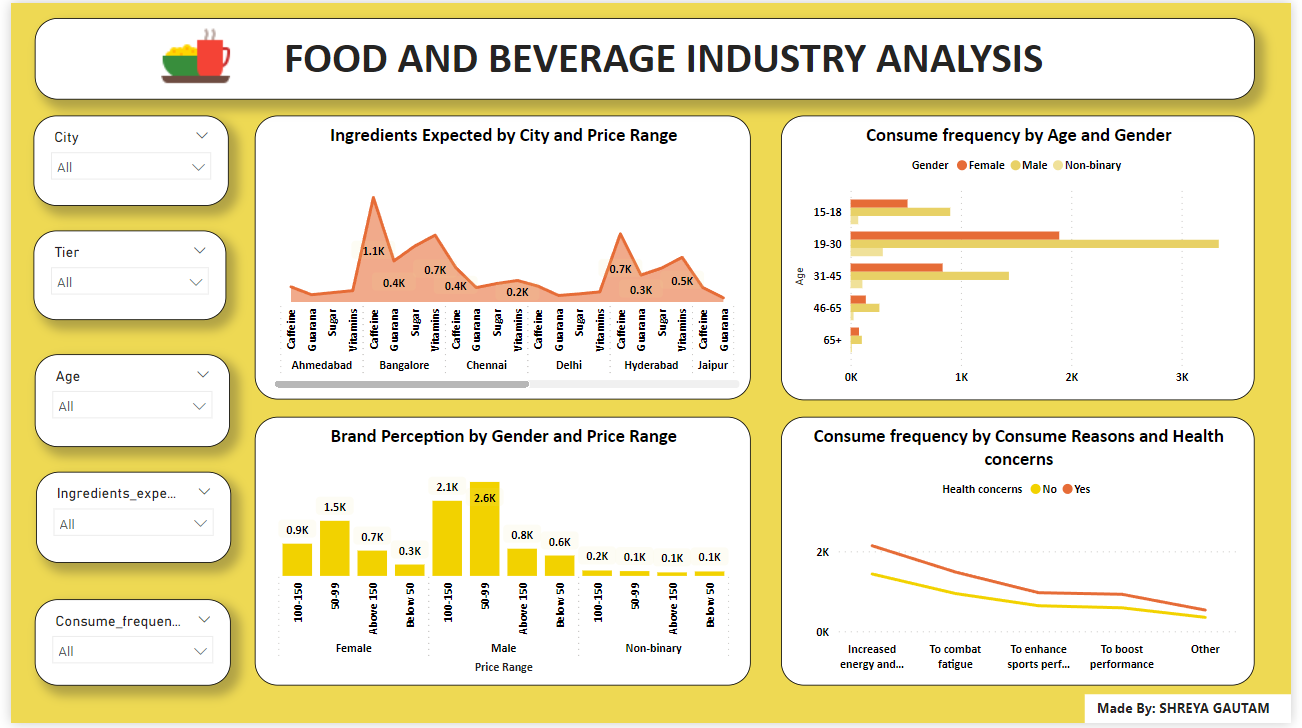 FOOD AND BEVERAGE INDUSTRY ANALYSIS
City
All
Tier
All
Age
All
Ingredients_expe...
All
Consume_frequen...
All
Ingredients Expected by City and Price Range
1.1K
0.4K
0.7K
0.4K
0.2K
0.7K
0.3K
0.5K
Caffeine
Guarana
Sugar
Vitamins
Caffeine
Guarana
Sugar
Vitamins
Caffeine
Guarana
Sugar
Vitamins
Caffeine
Guarana
Sugar
Vitamins
Caffeine
Guarana
Sugar
Vitamins
Caffeine
Guarana
Ahmedabad Bangalore Chennai Delhi Hyderabad Jaipur
Consume frequency by Age and Gender
Gender Female Male Non-binary
Age
15-18
19-30
31-45
46-65
65+
0K 1K 2K 3K
Brand Perception by Gender and Price Range
0.9K
1.5K
0.7K
0.3K
2.1K
2.6K
0.8K
0.6K
0.2K
0.1K
0.1K
0.1K
100-150
50-99
Above 150
Below 50
100-150
50-99
Above 150
Below 50
100-150
50-99
Above 150
Below 50
Female Male Non-binary
Price Range
Consume frequency by Consume Reasons and Health
concerns
Health concerns No Yes
2K
0K
Increased
energy and...
To combat
fatigue
To enhance
sports perf...
To boost
performance
Other
Made By: SHREYA GAUTAM